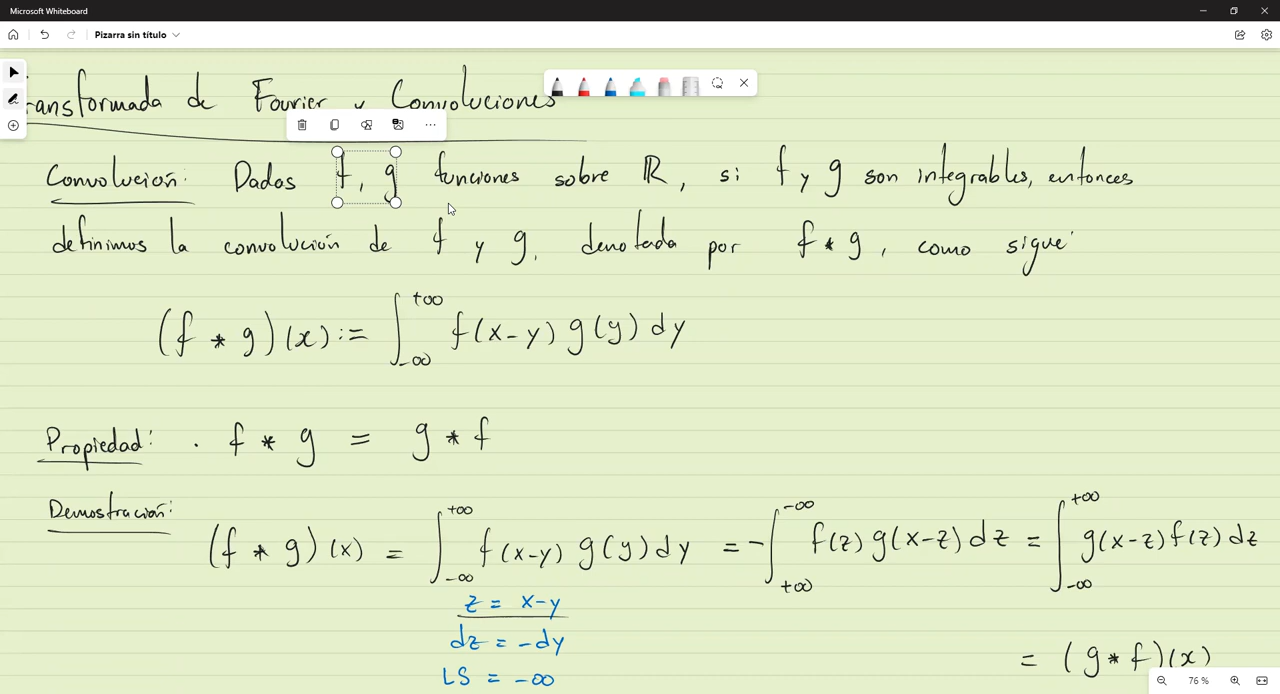 Microsoft Whiteboard
Pizarra sin título
Transformada de Fourier y Convoluciones
Convolución: Dados f, g funciones sobre ℝ, si f y g son integrables, entonces
definimos la convolución de f y g, denotada por f * g, como sigue:
(f * g)(x) := ∫_{-∞}^{+∞} f(x-y) g(y) dy
Propiedad: · f * g = g * f
Demostración: (f * g)(x) = ∫_{-∞}^{+∞} f(x-y) g(y) dy = -∫_{+∞}^{-∞} f(z) g(x-z) dz = ∫_{-∞}^{+∞} g(x-z) f(z) dz
z = x-y
dz = -dy
LS = -∞
= (g * f)(x)
76 %